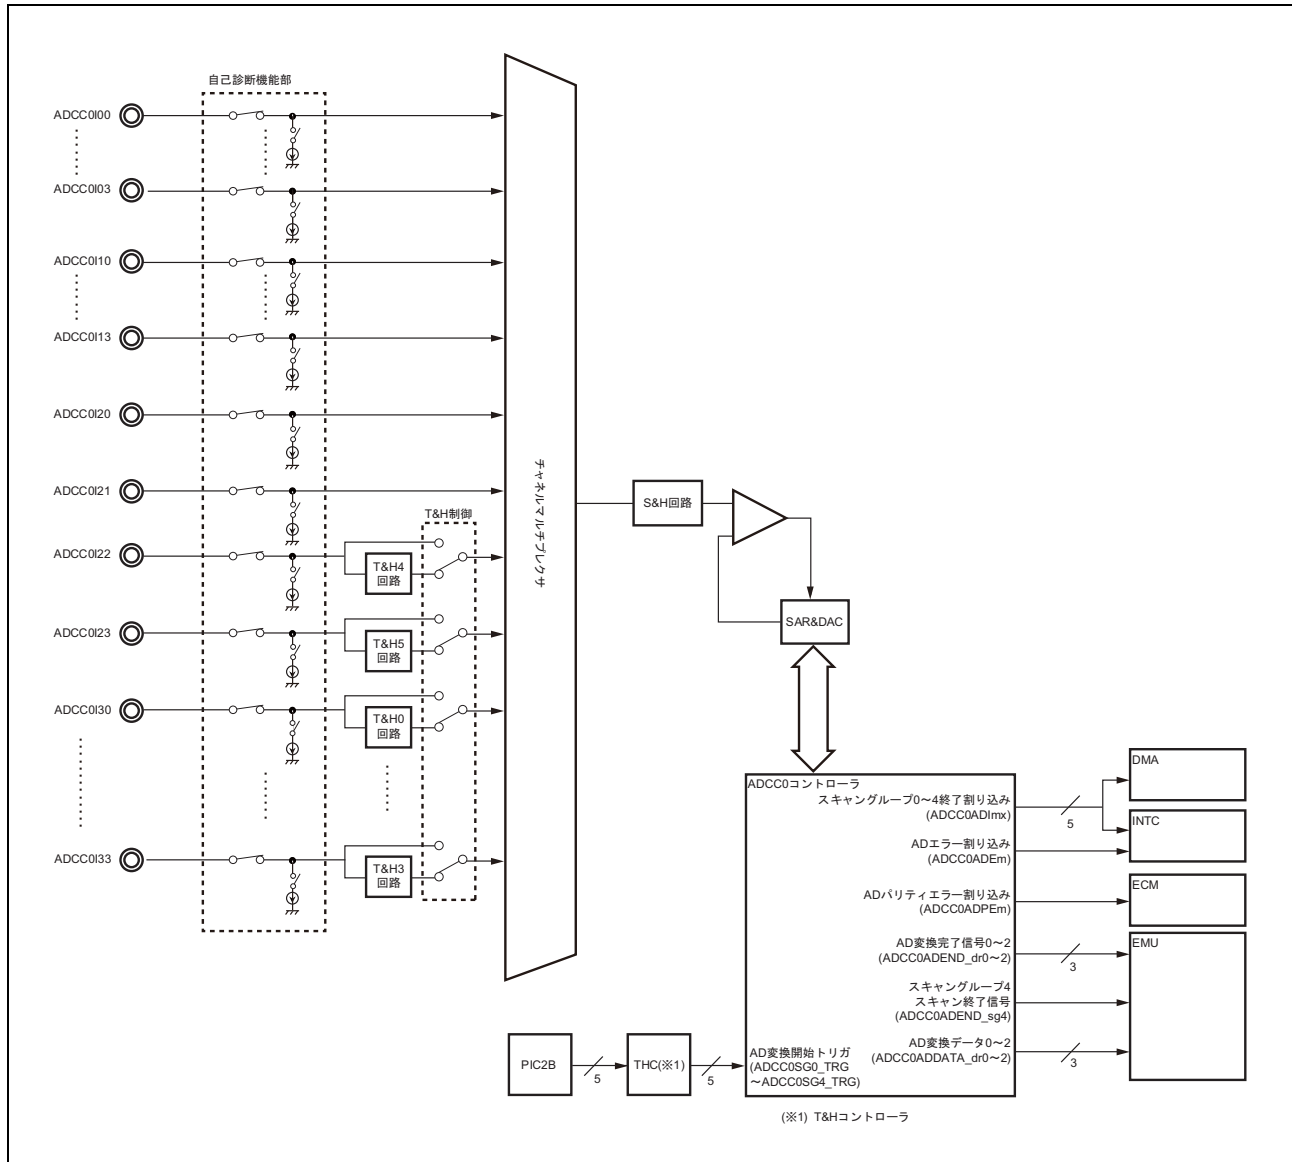 自己診断機能部
ADCC0I00
ADCC0I03
ADCC0I10
ADCC0I13
ADCC0I20
ADCC0I21
ADCC0I22
ADCC0I23
ADCC0I30
ADCC0I33
T&H制御
T&H4
回路
T&H5
回路
T&H0
回路
T&H3
回路
チャネルマルチプレクサ
S&H回路
SAR&DAC
ADCC0コントローラ
スキャングループ0～4終了割り込み
(ADCC0ADImx)
5
DMA
INTC
ADエラー割り込み
(ADCC0ADEm)
ADパリティエラー割り込み
(ADCC0ADPEm)
ECM
AD変換完了信号0～2
(ADCC0ADEND_dr0～2)
3
EMU
スキャングループ4
スキャン終了信号
(ADCC0ADEND_sg4)
AD変換データ0～2
(ADCC0ADDATA_dr0～2)
3
PIC2B
5
THC(※1)
5
AD変換開始トリガ
(ADCC0SG0_TRG
～ADCC0SG4_TRG)
(※1) T&Hコントローラ